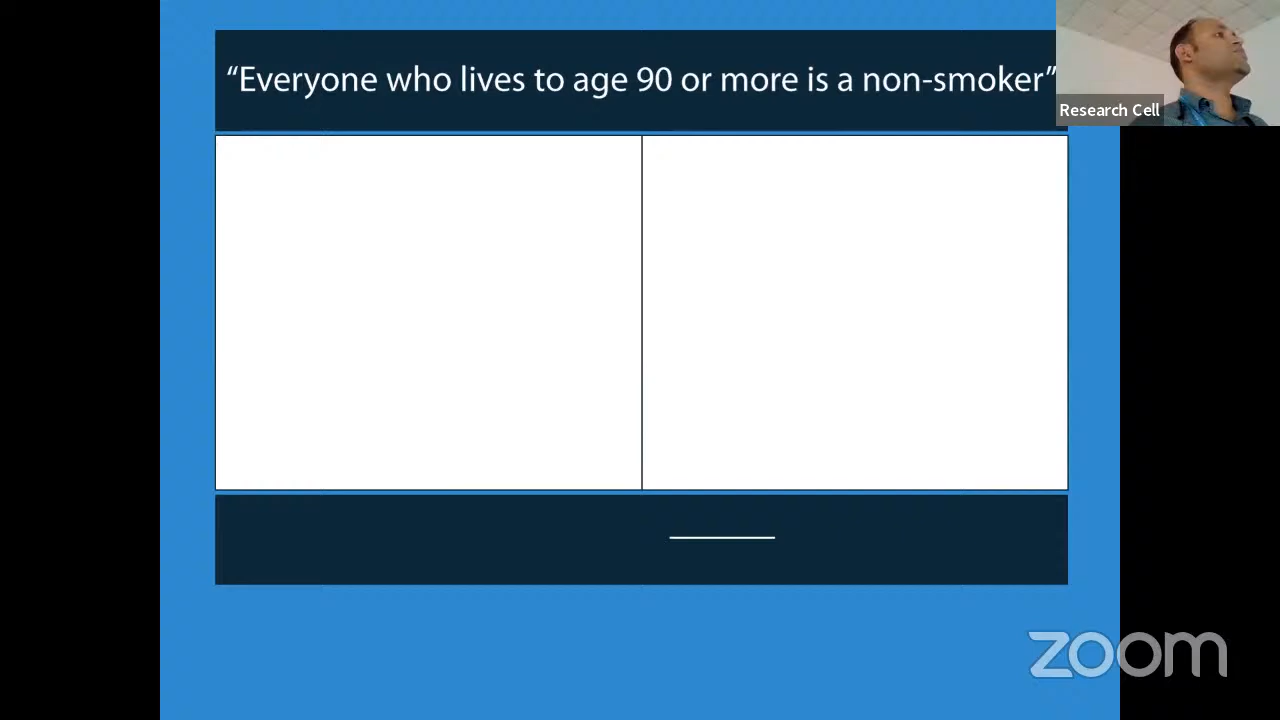 “Everyone who lives to age 90 or more is a non-smoker”
Research Cell
zoom